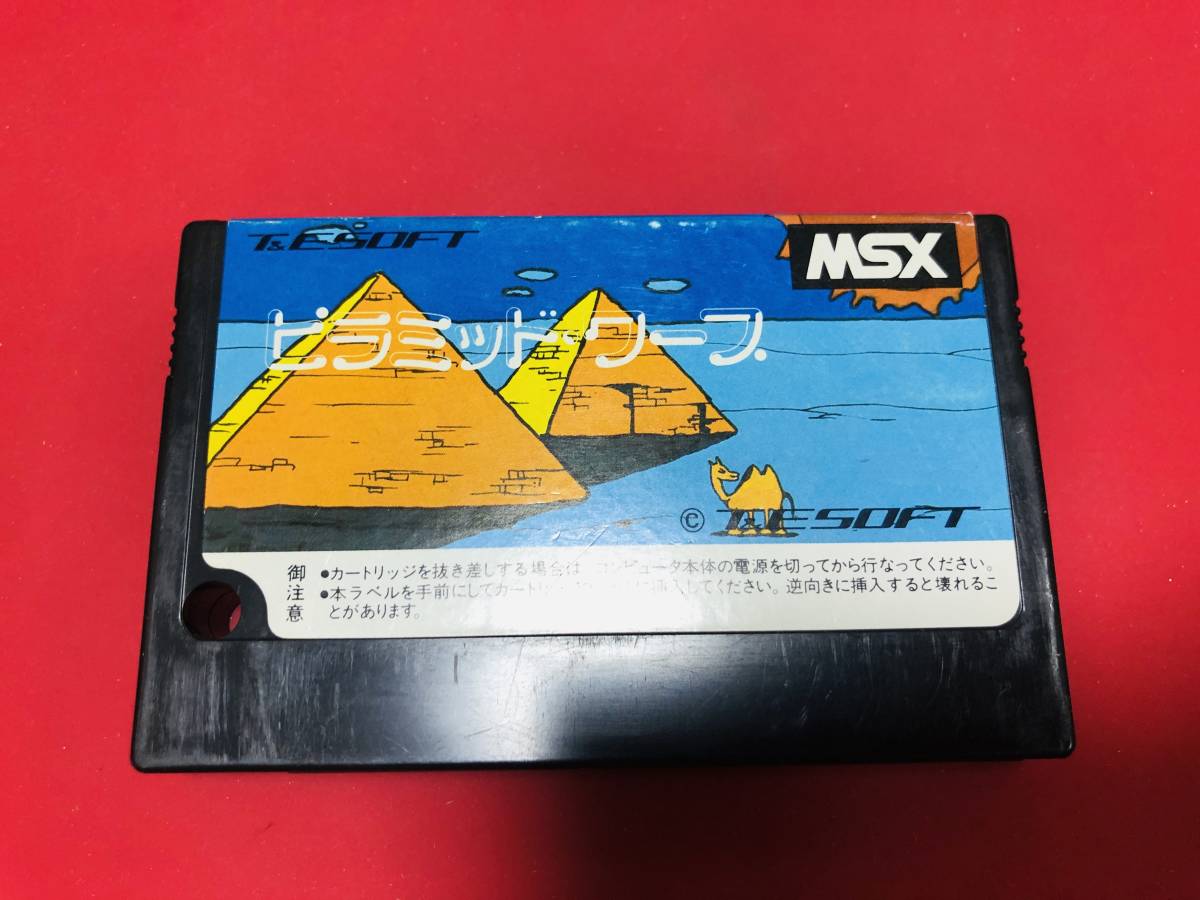 T&E SOFT
MSX
ピラミッド・ワープ
© T&E SOFT
御注意
●カートリッジを抜き差しする場合は、コンピュータ本体の電源を切ってから行なってください。
●本ラベルを手前にしてカートリッ 挿入してください。逆向きに挿入すると壊れるこ
とがあります。